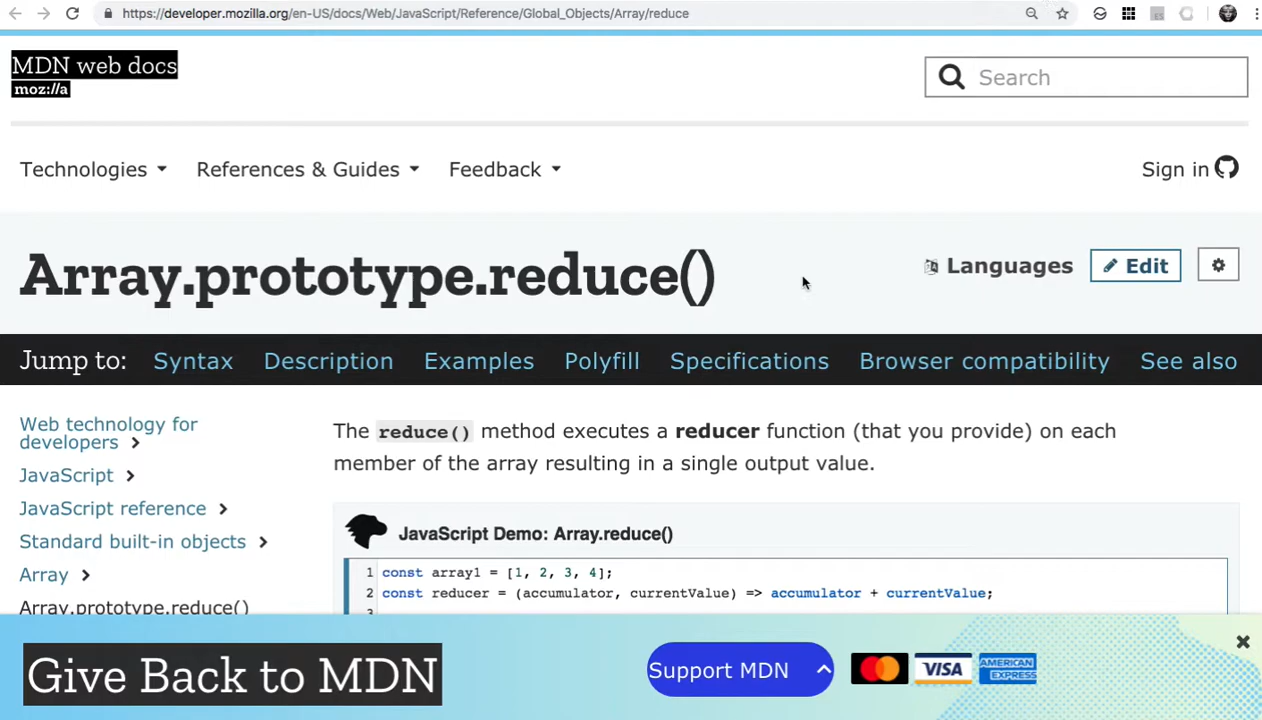 https://developer.mozilla.org/en-US/docs/Web/JavaScript/Reference/Global_Objects/Array/reduce
MDN web docs
moz://a
Search
Technologies References & Guides Feedback Sign in
Array.prototype.reduce()
Languages Edit
Jump to: Syntax Description Examples Polyfill Specifications Browser compatibility See also
Web technology for
developers
JavaScript
JavaScript reference
Standard built-in objects
Array
Array.prototype.reduce()
The reduce() method executes a reducer function (that you provide) on each
member of the array resulting in a single output value.
JavaScript Demo: Array.reduce()
1 const array1 = [1, 2, 3, 4];
2 const reducer = (accumulator, currentValue) => accumulator + currentValue;
3
Give Back to MDN
Support MDN
VISA
AMERICAN
EXPRESS